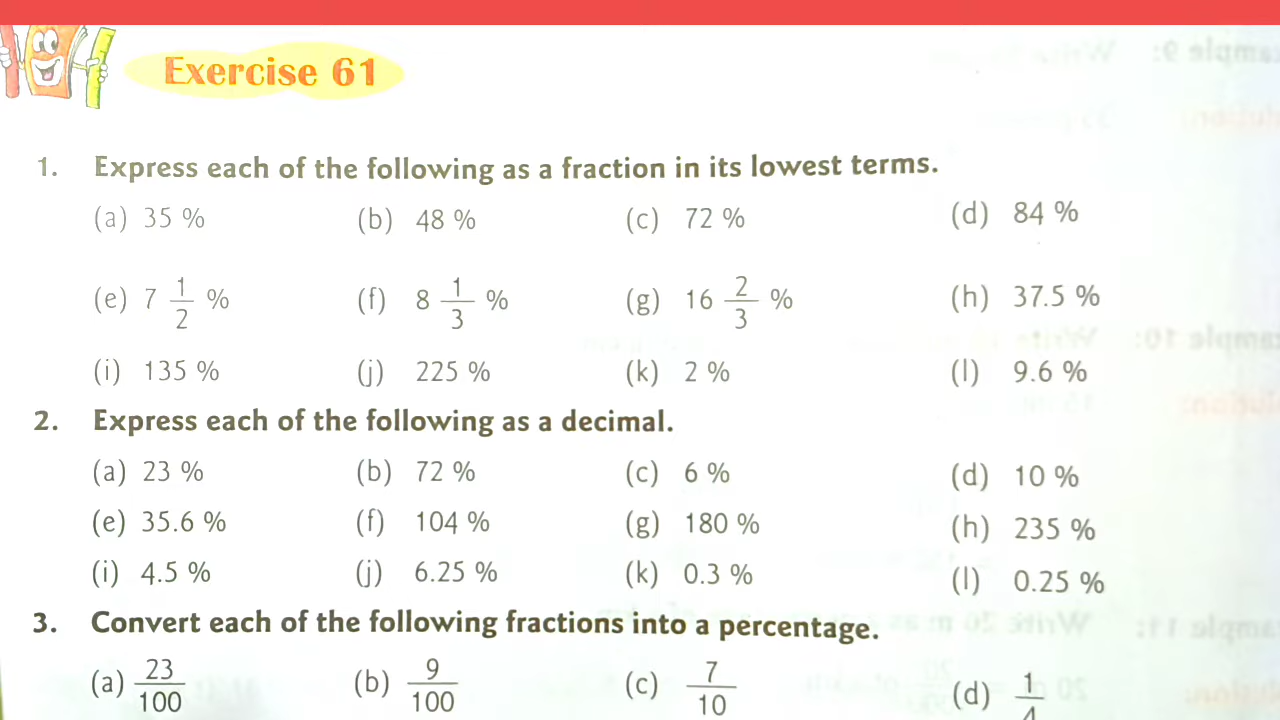 Exercise 61
1. Express each of the following as a fraction in its lowest terms.
(a) 35 % (b) 48 % (c) 72 % (d) 84 %
(e) 7 1/2 % (f) 8 1/3 % (g) 16 2/3 % (h) 37.5 %
(i) 135 % (j) 225 % (k) 2 % (l) 9.6 %
2. Express each of the following as a decimal.
(a) 23 % (b) 72 % (c) 6 % (d) 10 %
(e) 35.6 % (f) 104 % (g) 180 % (h) 235 %
(i) 4.5 % (j) 6.25 % (k) 0.3 % (l) 0.25 %
3. Convert each of the following fractions into a percentage.
(a) 23/100 (b) 9/100 (c) 7/10 (d) 1/4